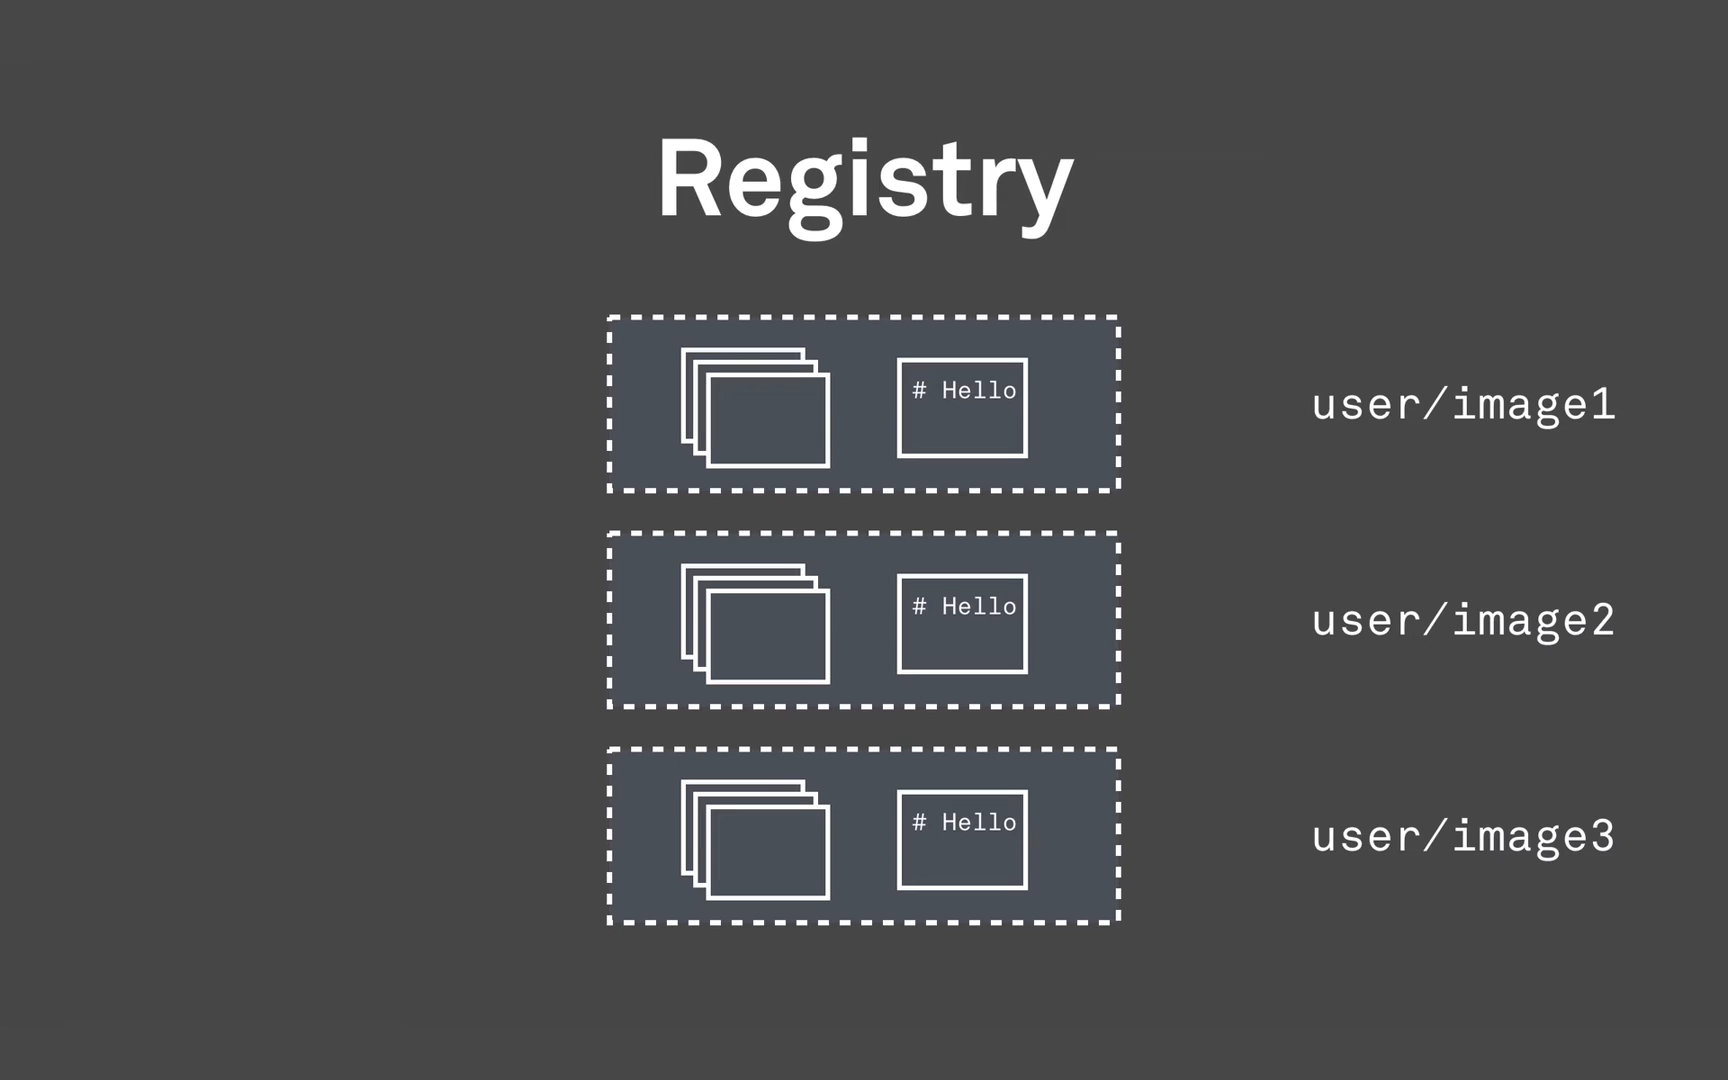 Registry
# Hello
user/image1
# Hello
user/image2
# Hello
user/image3